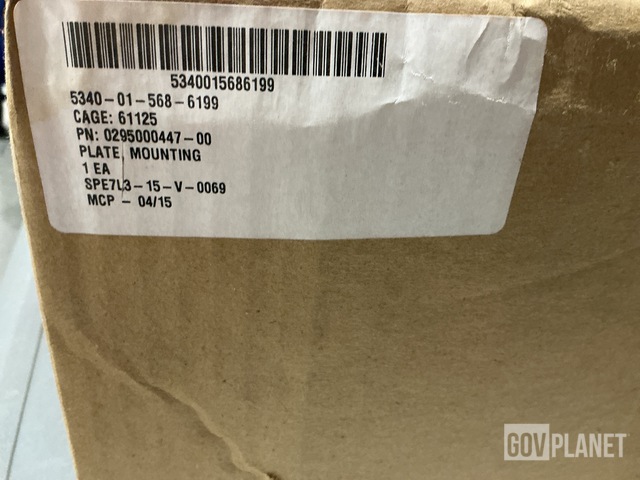 5340015686199
5340-01-568-6199
CAGE: 61125
PN: 0295000447-00
PLATE, MOUNTING
1 EA
SPE7L3-15-V-0069
MCP - 04/15
GOVPLANET